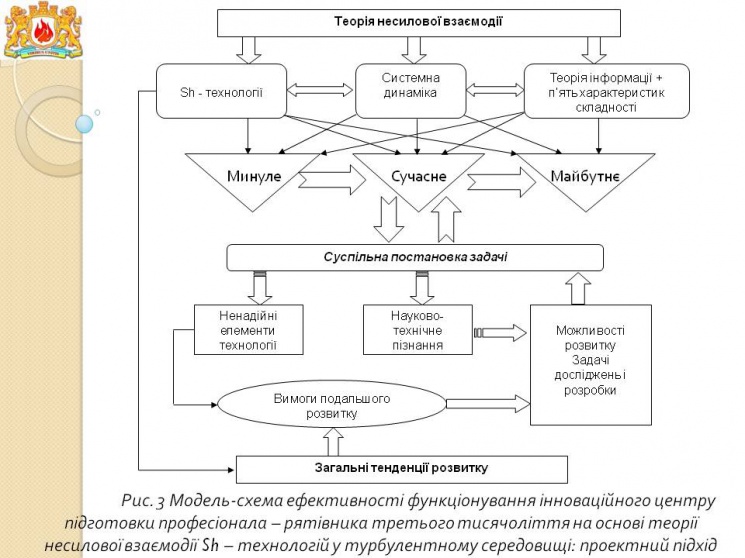 Теорія несилової взаємодії
Sh - технології
Системна
динаміка
Теорія інформації +
п'ять характеристик
складності
Минуле
Сучасне
Майбутнє
Суспільна постановка задачі
Ненадійні
елементи
технології
Науково-
технічне
пізнання
Можливості
розвитку
Задачі
досліджень і
розробки
Вимоги подальшого
розвитку
Загальні тенденції розвитку
Рис. 3 Модель-схема ефективності функціонування інноваційного центру
підготовки професіонала – рятівника третього тисячоліття на основі теорії
несилової взаємодії Sh – технологій у турбулентному середовищі: проектний підхід